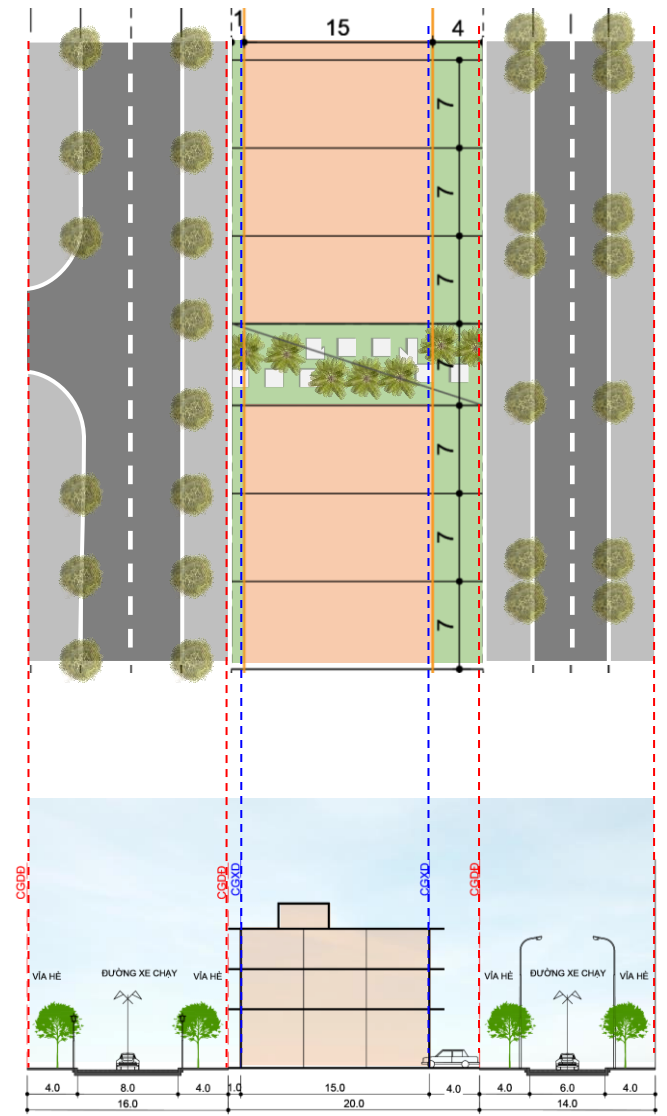 1 15 4
7
7
7
7
7
7
7
CGĐĐ
CGĐĐ
CGXD
CGXD
CGĐĐ
VỈA HÈ
ĐƯỜNG XE CHẠY
VỈA HÈ
VỈA HÈ
ĐƯỜNG XE CHẠY
VỈA HÈ
4.0 8.0 4.0 1.0 15.0 4.0 4.0 6.0 4.0
16.0 20.0 14.0